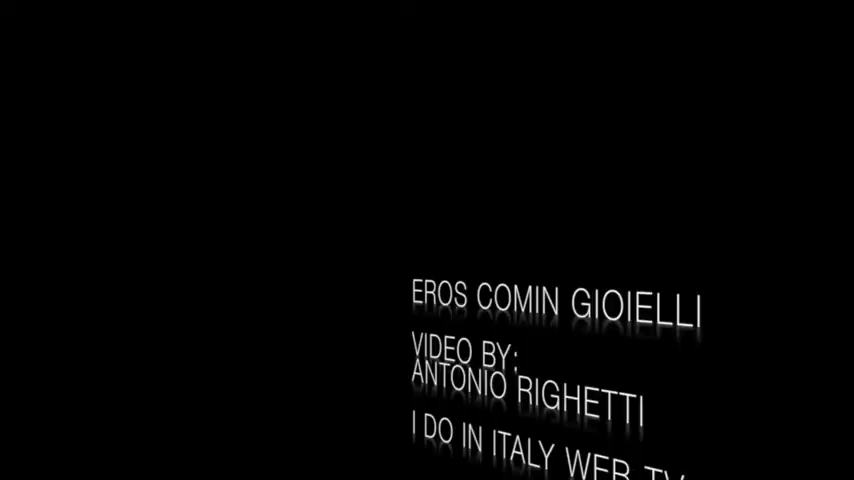 EROS COMIN GIOIELLI
VIDEO BY:
ANTONIO RIGHETTI
I DO IN ITALY WEB TV